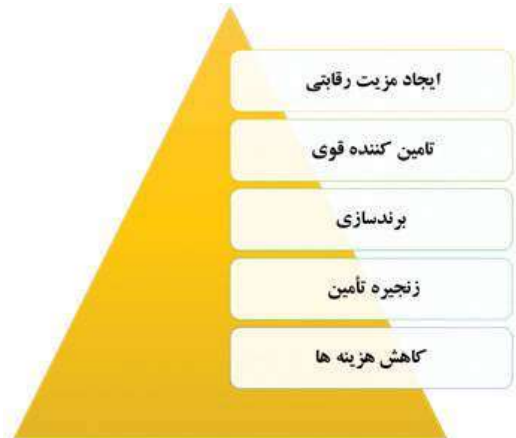 ایجاد مزیت رقابتی
تامین کننده قوی
برندسازی
زنجیره تأمین
کاهش هزینه ها